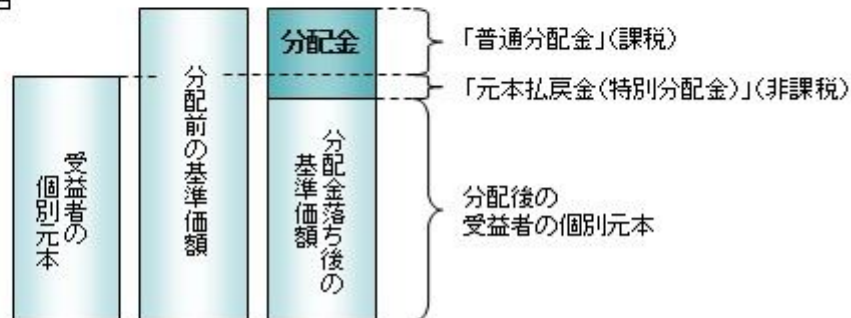 分配金
「普通分配金」(課税)
「元本払戻金(特別分配金)」(非課税)
受益者の
個別元本
分配前の基準価額
分配金落ち後の
基準価額
分配後の
受益者の個別元本